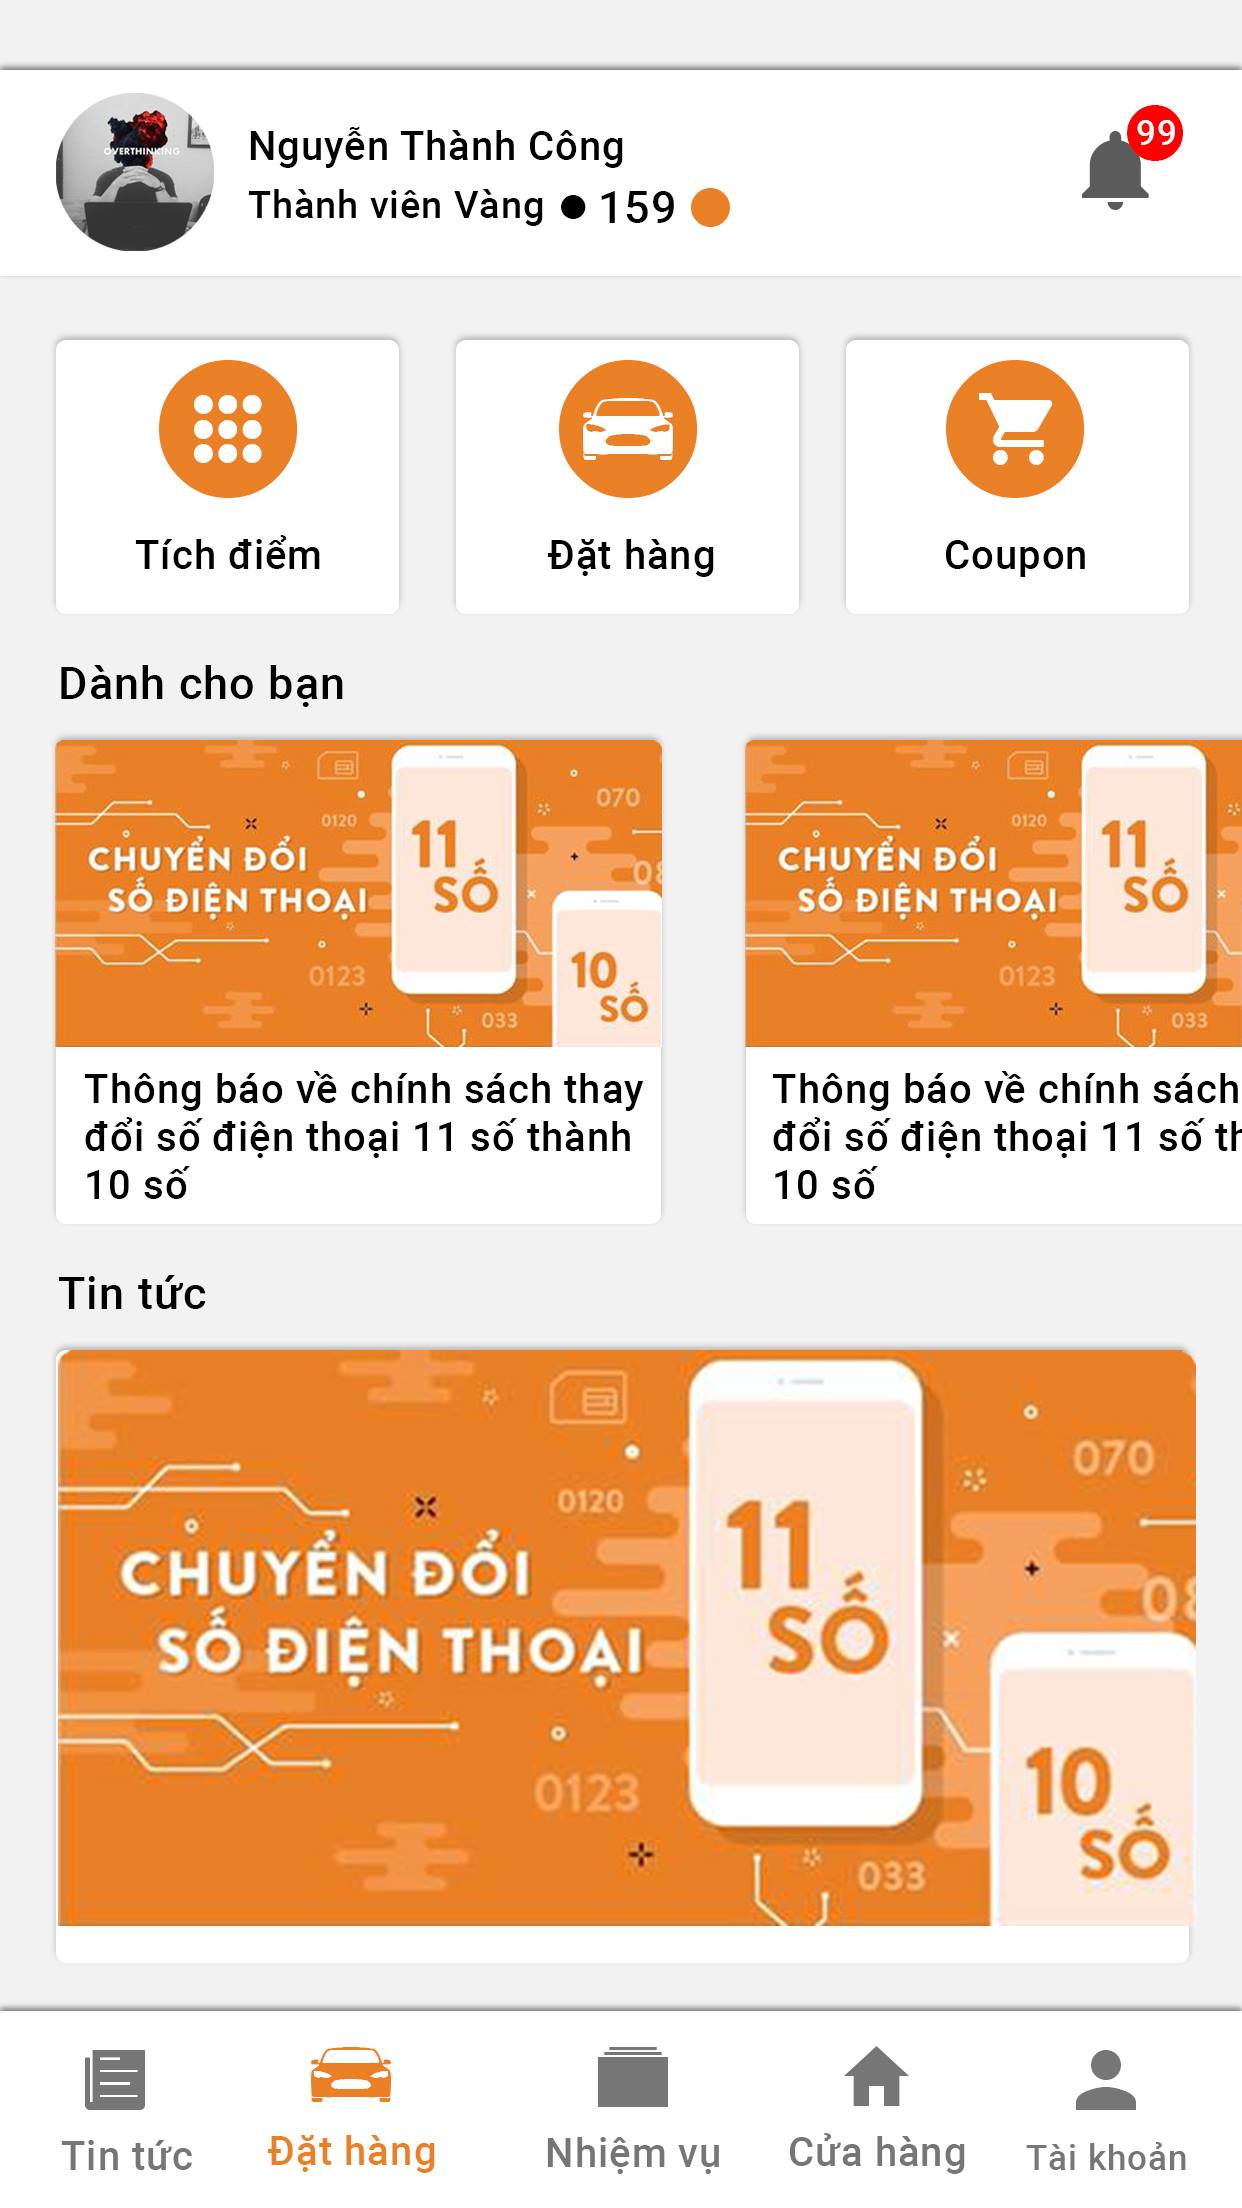 OVERTHINKING
Nguyễn Thành Công
99
Thành viên Vàng ● 159
Tích điểm
Đặt hàng
Coupon
Dành cho bạn
CHUYỂN ĐỔI
SỐ ĐIỆN THOẠI
0120
070
11
SỐ
08
10
SỐ
0123
033
Thông báo về chính sách thay
đổi số điện thoại 11 số thành
10 số
CHUYỂN ĐỔI
SỐ ĐIỆN THOẠI
0120
11
SỐ
0123
033
Thông báo về chính sách
đổi số điện thoại 11 số th
10 số
Tin tức
CHUYỂN ĐỔI
SỐ ĐIỆN THOẠI
0120
070
11
SỐ
08
10
SỐ
0123
033
Tin tức
Đặt hàng
Nhiệm vụ
Cửa hàng
Tài khoản